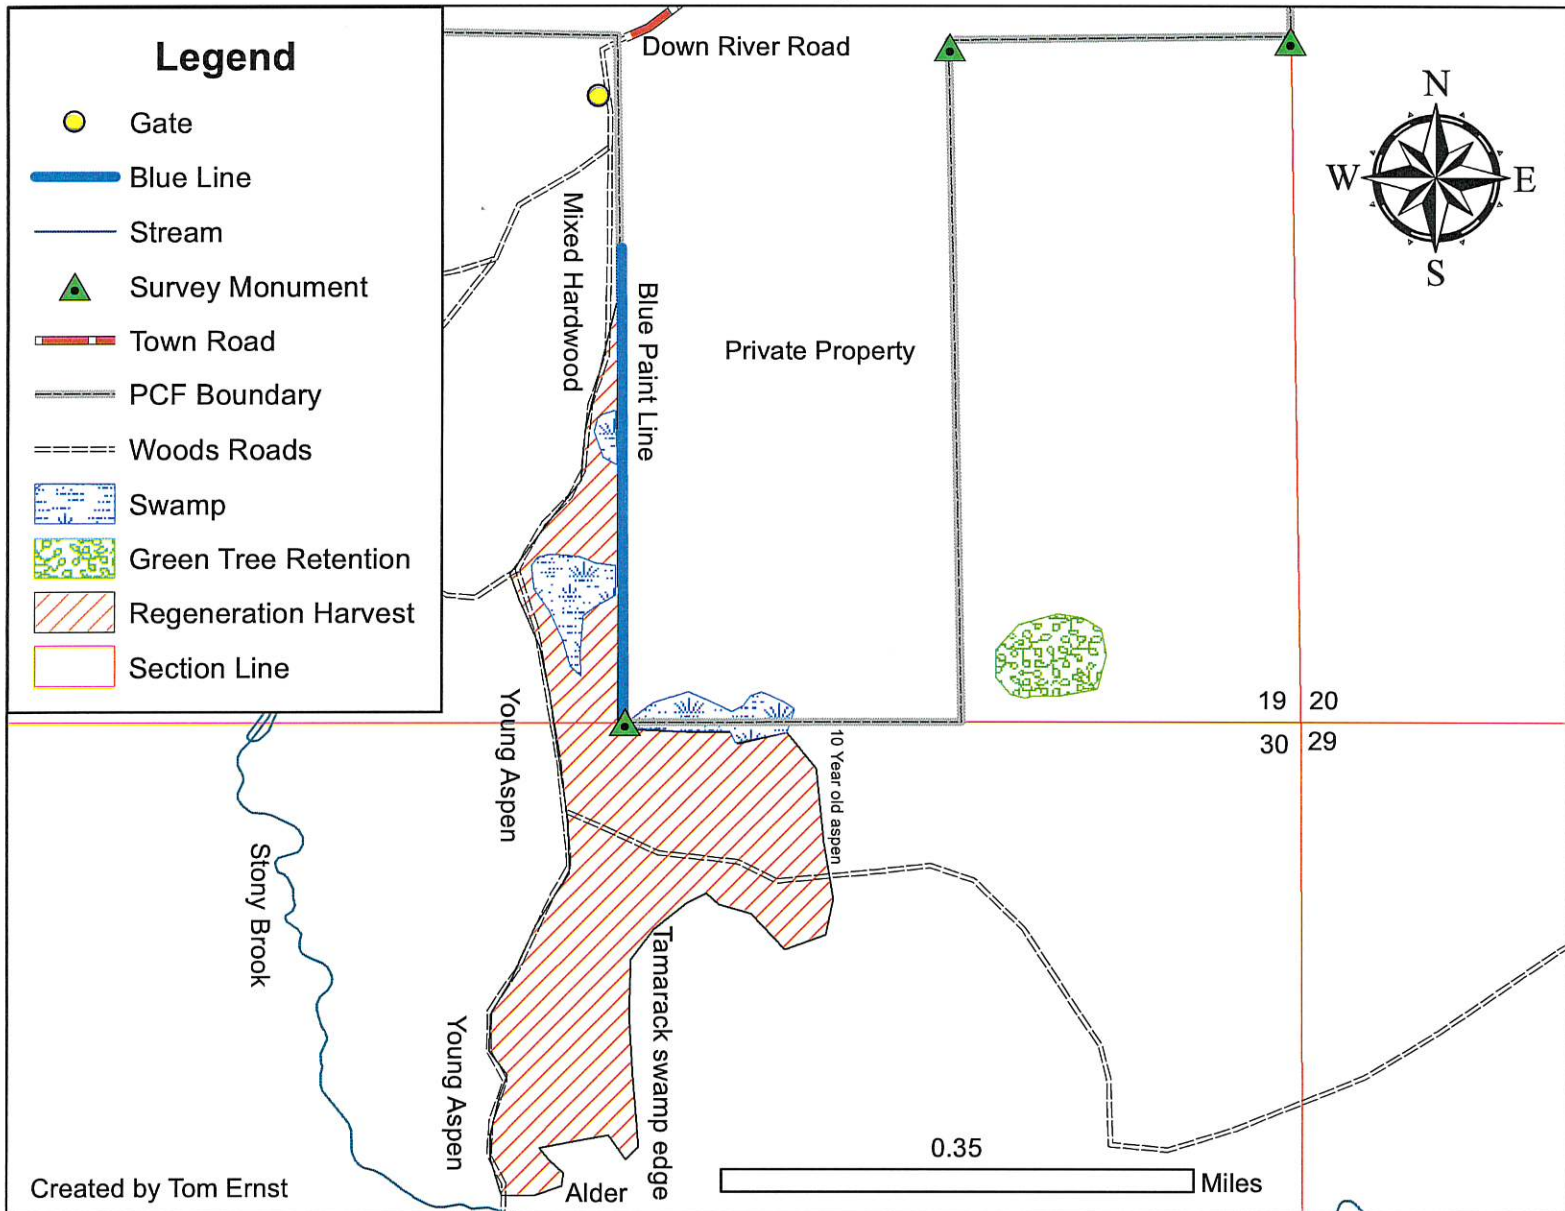 Legend
Gate
Blue Line
Stream
Survey Monument
Town Road
PCF Boundary
Woods Roads
Swamp
Green Tree Retention
Regeneration Harvest
Section Line
Down River Road
N
W
E
S
Mixed Hardwood
Blue Paint Line
Private Property
19 20
30 29
Young Aspen
10 Year old aspen
Stony Brook
Tamarack swamp edge
Young Aspen
Alder
0.35
Miles
Created by Tom Ernst